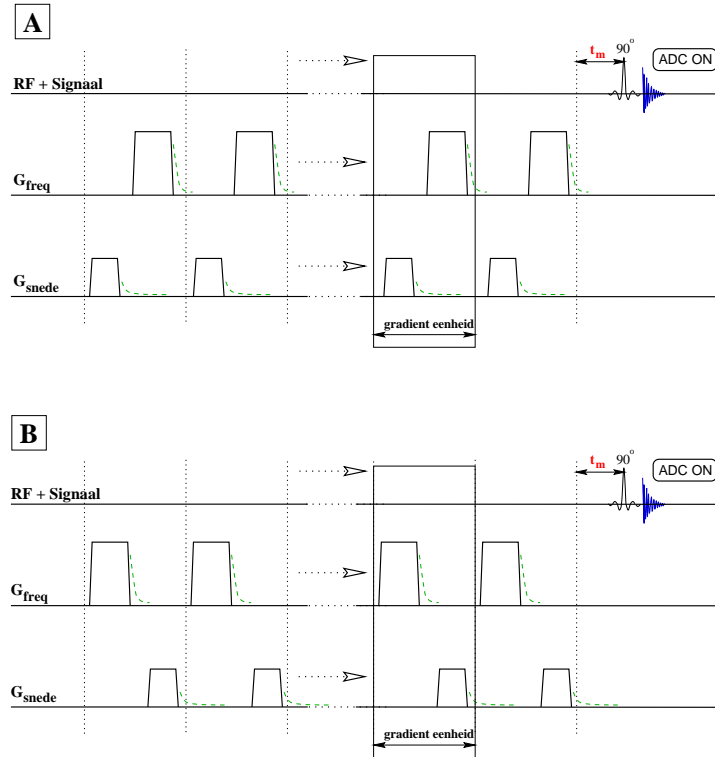 A
t_m 90° ADC ON
RF + Signaal
G_freq
G_snede
gradient eenheid
B
t_m 90° ADC ON
RF + Signaal
G_freq
G_snede
gradient eenheid